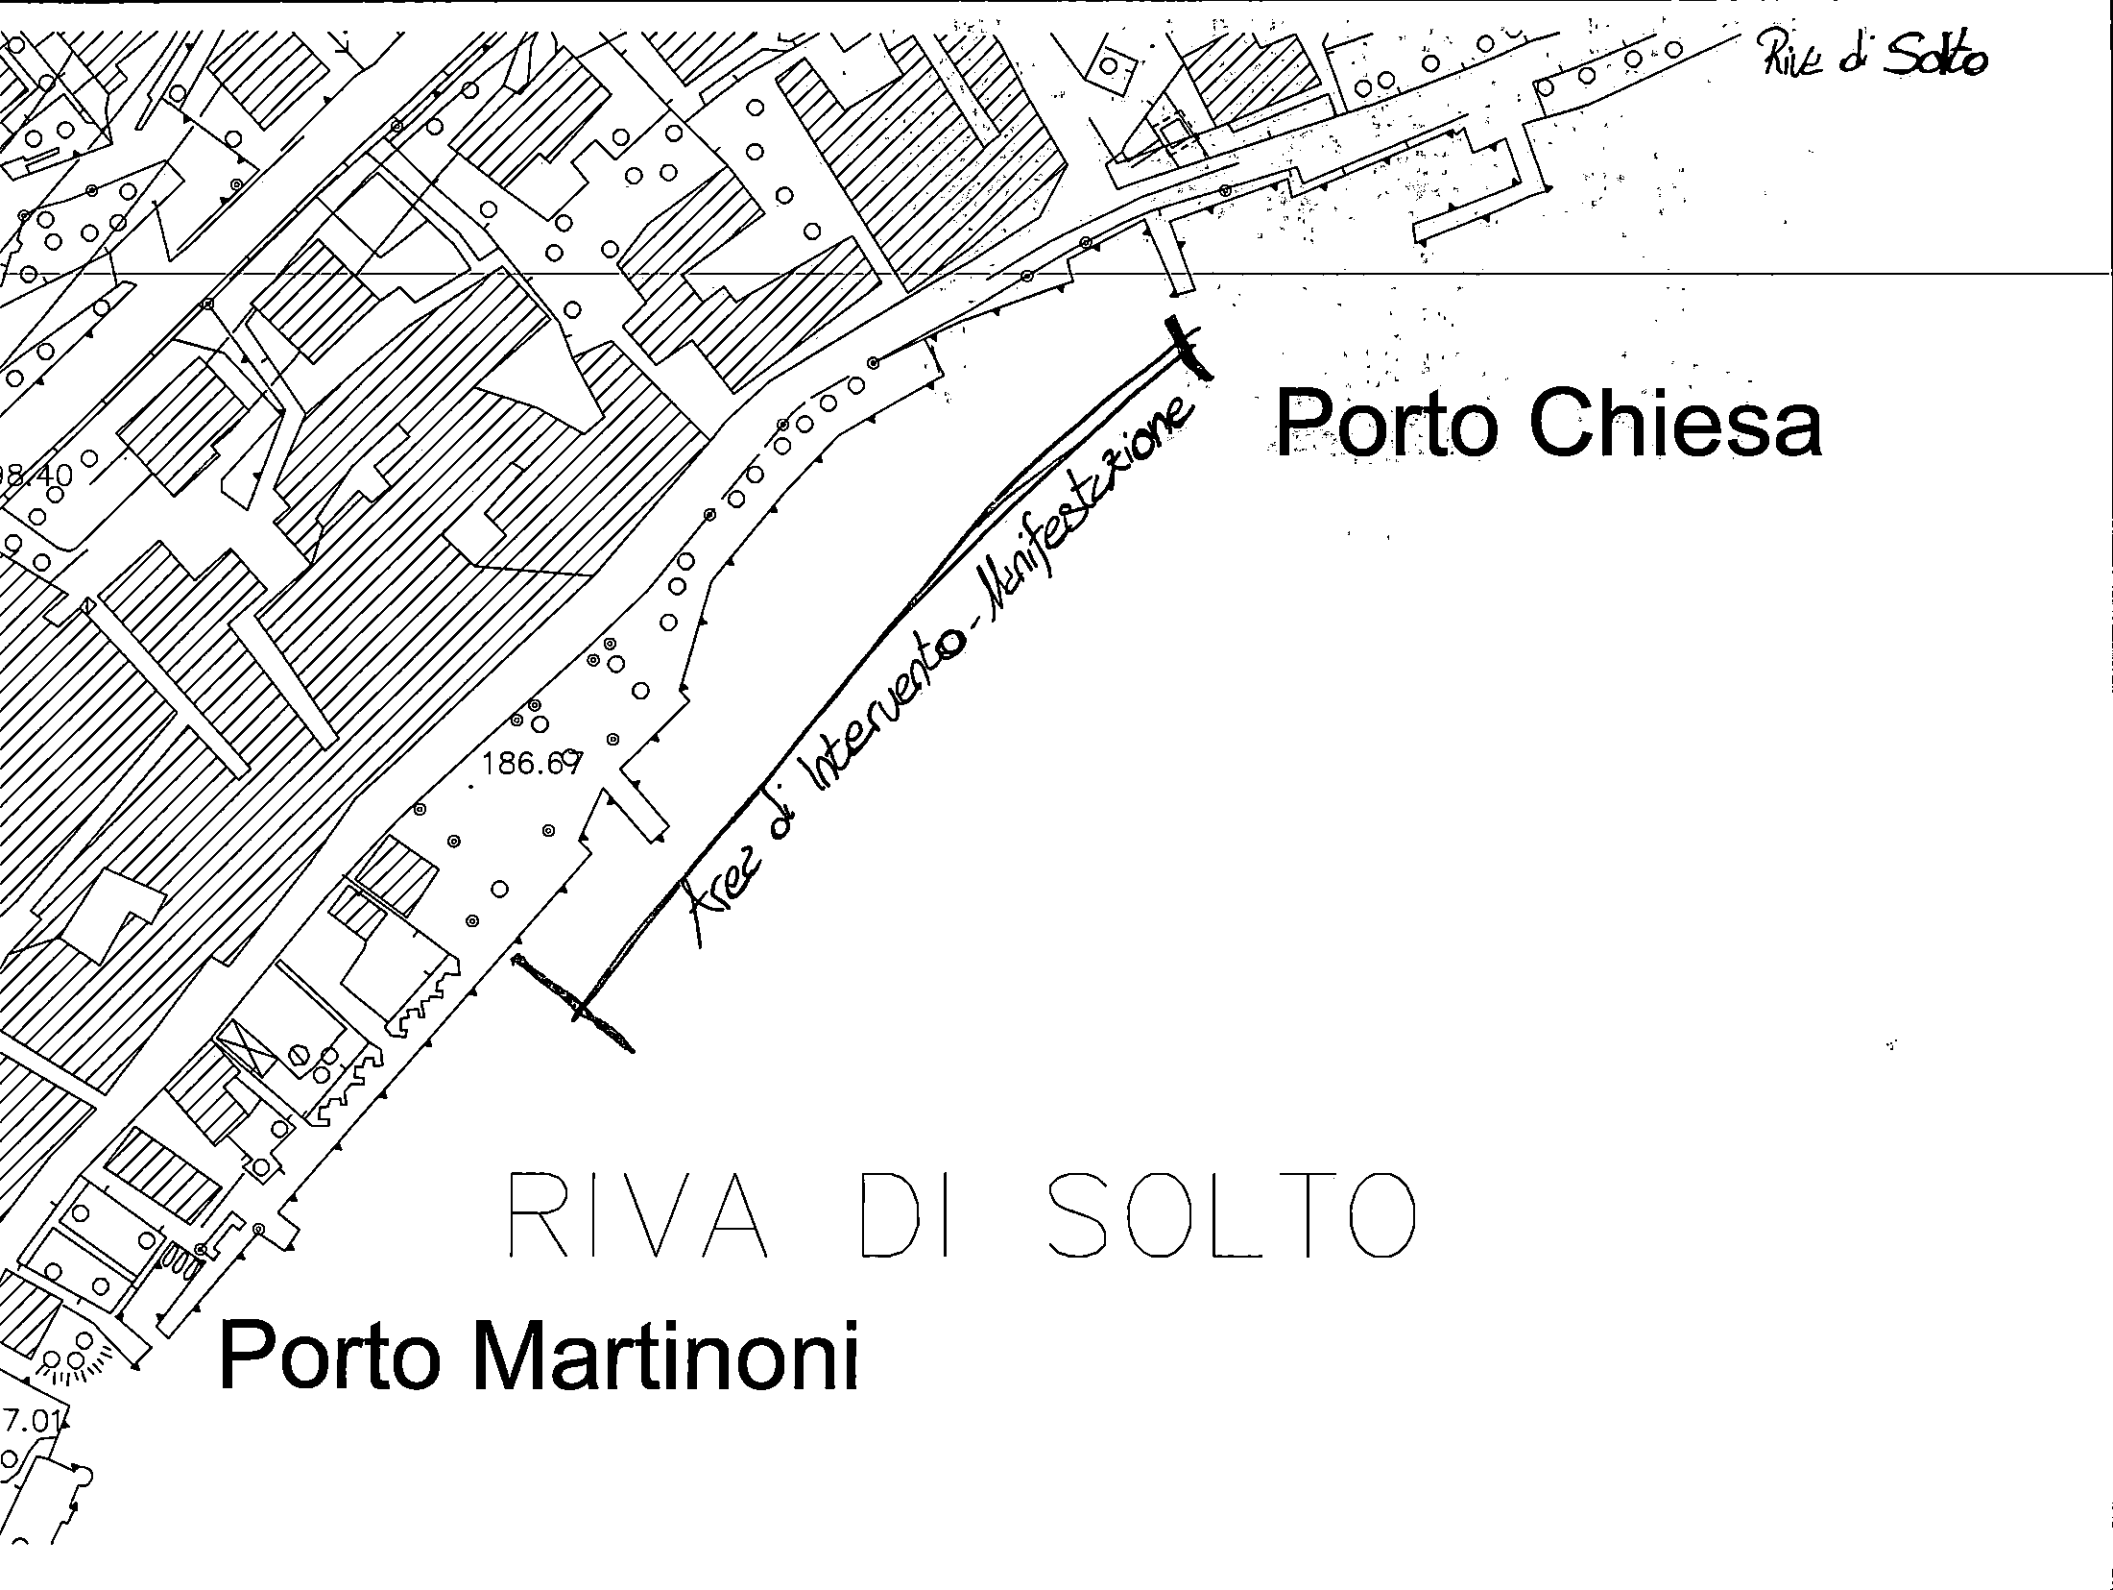 Riva di Solto
Porto Chiesa
98.40
Area di Intervento - Manifestazione
186.67
RIVA DI SOLTO
Porto Martinoni
7.01